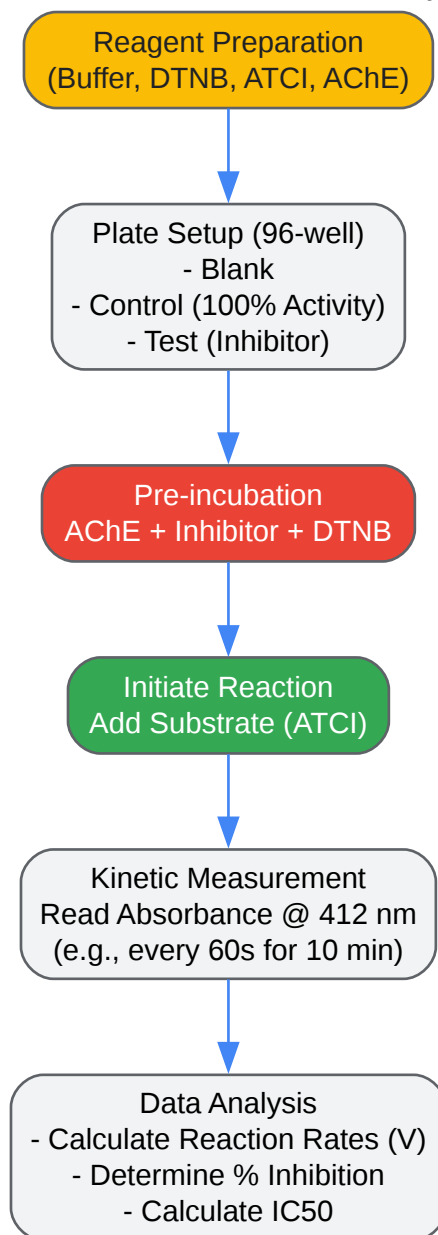 Reagent Preparation
(Buffer, DTNB, ATCI, AChE)
Plate Setup (96-well)
- Blank
- Control (100% Activity)
- Test (Inhibitor)
Pre-incubation
AChE + Inhibitor + DTNB
Initiate Reaction
Add Substrate (ATCI)
Kinetic Measurement
Read Absorbance @ 412 nm
(e.g., every 60s for 10 min)
Data Analysis
- Calculate Reaction Rates (V)
- Determine % Inhibition
- Calculate IC50